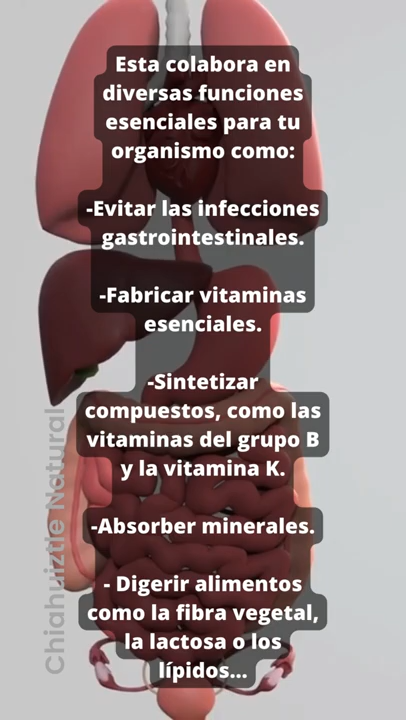 Esta colabora en
diversas funciones
esenciales para tu
organismo como:
-Evitar las infecciones
gastrointestinales.
-Fabricar vitaminas
esenciales.
-Sintetizar
compuestos, como las
vitaminas del grupo B
y la vitamina K.
-Absorber minerales.
- Digerir alimentos
como la fibra vegetal,
la lactosa o los
lípidos...
Chiahuiztle Natural